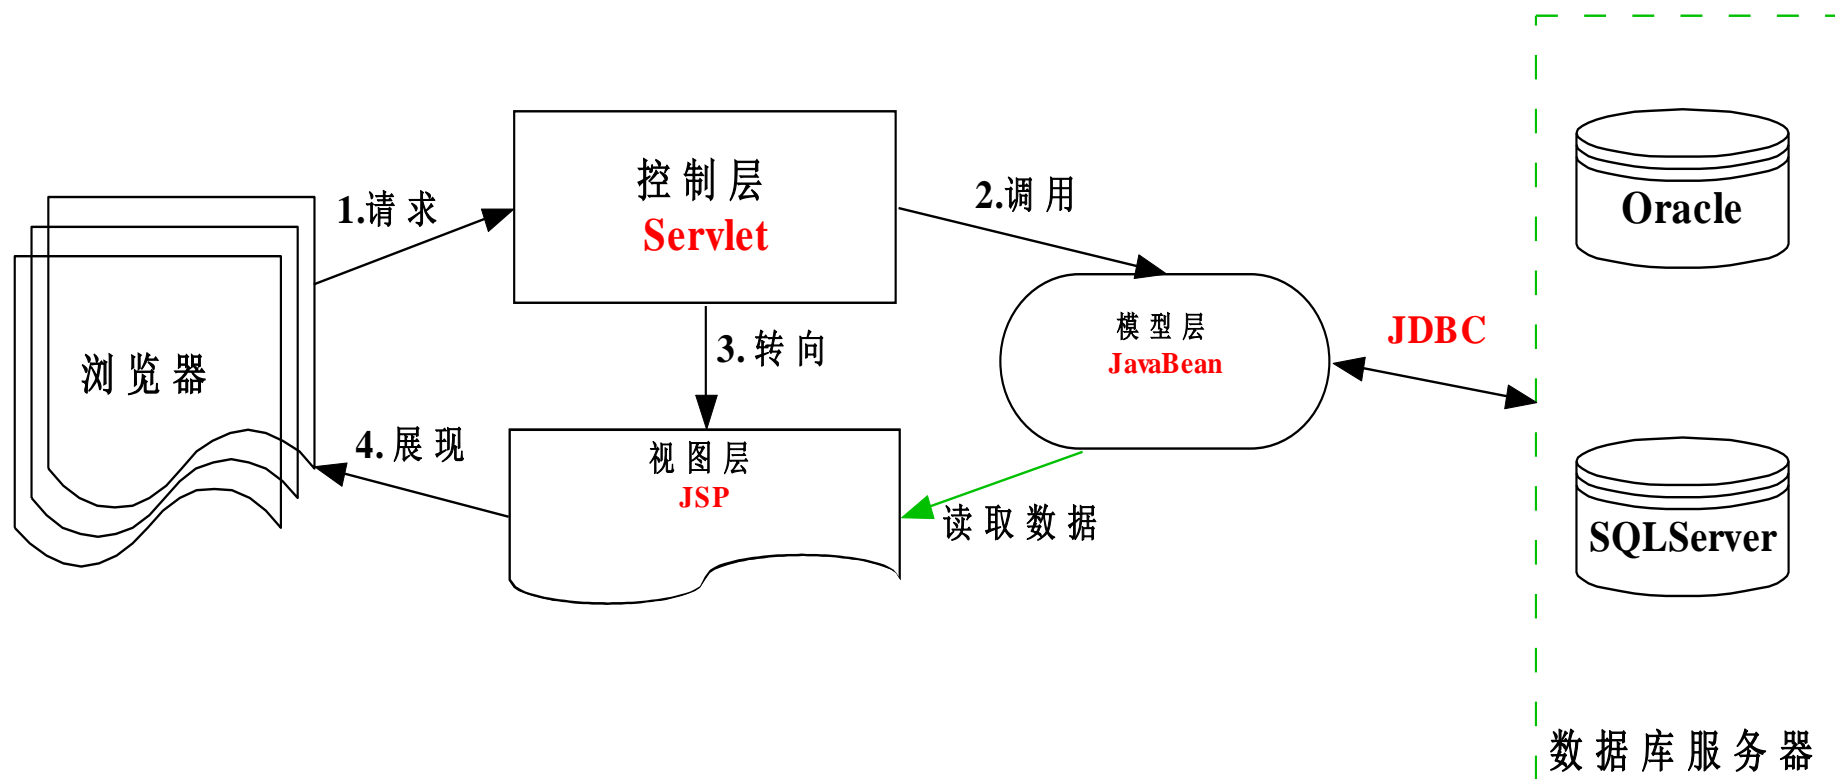 1.请求
控制层
Servlet
2.调用
Oracle
浏览器
3.转向
模型层
JavaBean
JDBC
4.展现
视图层
JSP
读取数据
SQLServer
数据库服务器